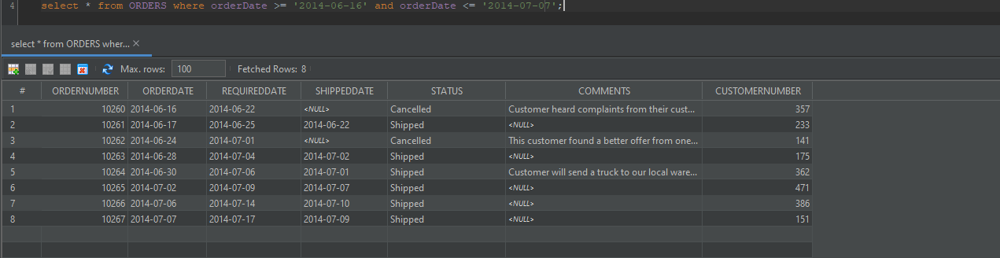 4 select * from ORDERS where orderDate >= '2014-06-16' and orderDate <= '2014-07-07';
select * from ORDERS wher... ×
Max. rows: 100 Fetched Rows: 8
# ORDERNUMBER ORDERDATE REQUIREDDATE SHIPPEDDATE STATUS COMMENTS CUSTOMERNUMBER
1 10260 2014-06-16 2014-06-22 <NULL> Cancelled Customer heard complaints from their cust... 357
2 10261 2014-06-17 2014-06-25 2014-06-22 Shipped <NULL> 233
3 10262 2014-06-24 2014-07-01 <NULL> Cancelled This customer found a better offer from one... 141
4 10263 2014-06-28 2014-07-04 2014-07-02 Shipped <NULL> 175
5 10264 2014-06-30 2014-07-06 2014-07-01 Shipped Customer will send a truck to our local ware... 362
6 10265 2014-07-02 2014-07-09 2014-07-07 Shipped <NULL> 471
7 10266 2014-07-06 2014-07-14 2014-07-10 Shipped <NULL> 386
8 10267 2014-07-07 2014-07-17 2014-07-09 Shipped <NULL> 151